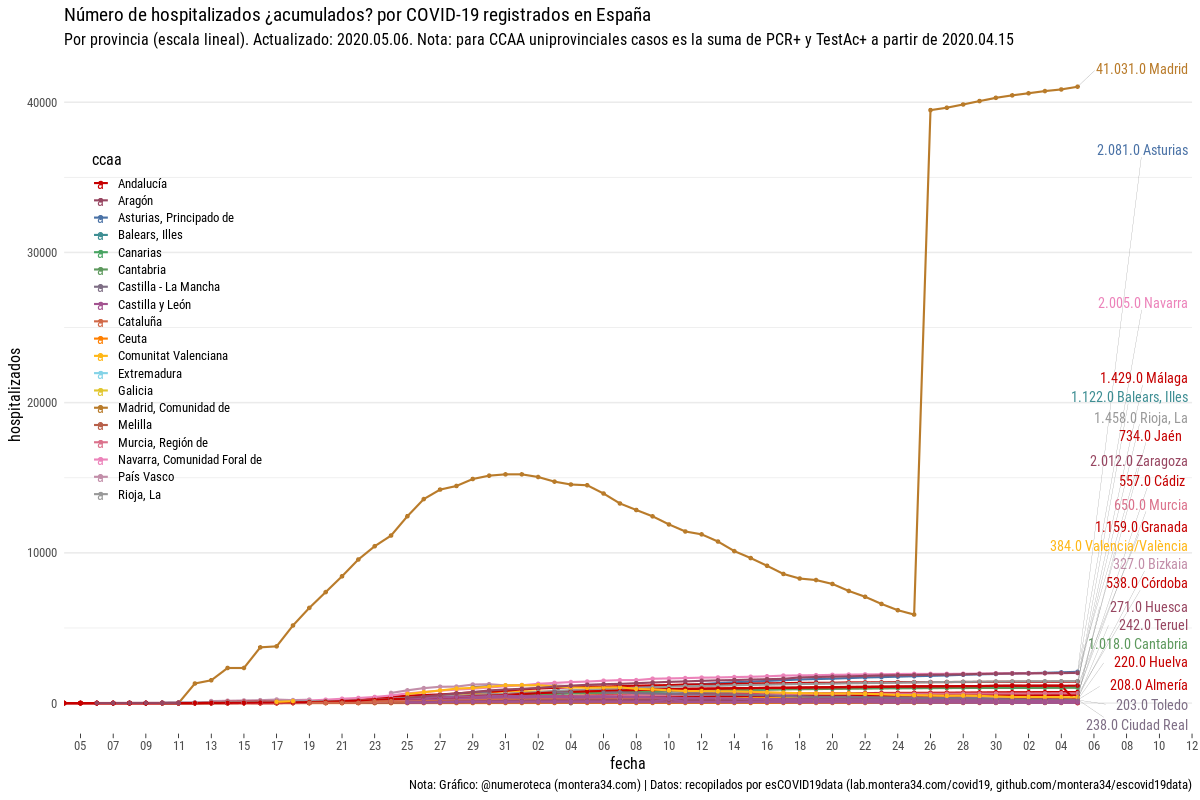 Número de hospitalizados ¿acumulados? por COVID-19 registrados en España
Por provincia (escala lineal). Actualizado: 2020.05.06. Nota: para CCAA uniprovinciales casos es la suma de PCR+ y TestAc+ a partir de 2020.04.15
hospitalizados
40000
30000
20000
10000
0
ccaa
Andalucía
Aragón
Asturias, Principado de
Balears, Illes
Canarias
Cantabria
Castilla - La Mancha
Castilla y León
Cataluña
Ceuta
Comunitat Valenciana
Extremadura
Galicia
Madrid, Comunidad de
Melilla
Murcia, Región de
Navarra, Comunidad Foral de
País Vasco
Rioja, La
41.031.0 Madrid
2.081.0 Asturias
2.005.0 Navarra
1.429.0 Málaga
1.122.0 Balears, Illes
1.458.0 Rioja, La
734.0 Jaén
2.012.0 Zaragoza
557.0 Cádiz
650.0 Murcia
1.159.0 Granada
384.0 Valencia/València
327.0 Bizkaia
538.0 Córdoba
271.0 Huesca
242.0 Teruel
1.018.0 Cantabria
220.0 Huelva
208.0 Almería
203.0 Toledo
238.0 Ciudad Real
05 07 09 11 13 15 17 19 21 23 25 27 29 31 02 04 06 08 10 12 14 16 18 20 22 24 26 28 30 02 04 06 08 10 12
fecha
Nota: Gráfico: @numeroteca (montera34.com) | Datos: recopilados por esCOVID19data (lab.montera34.com/covid19, github.com/montera34/escovid19data)